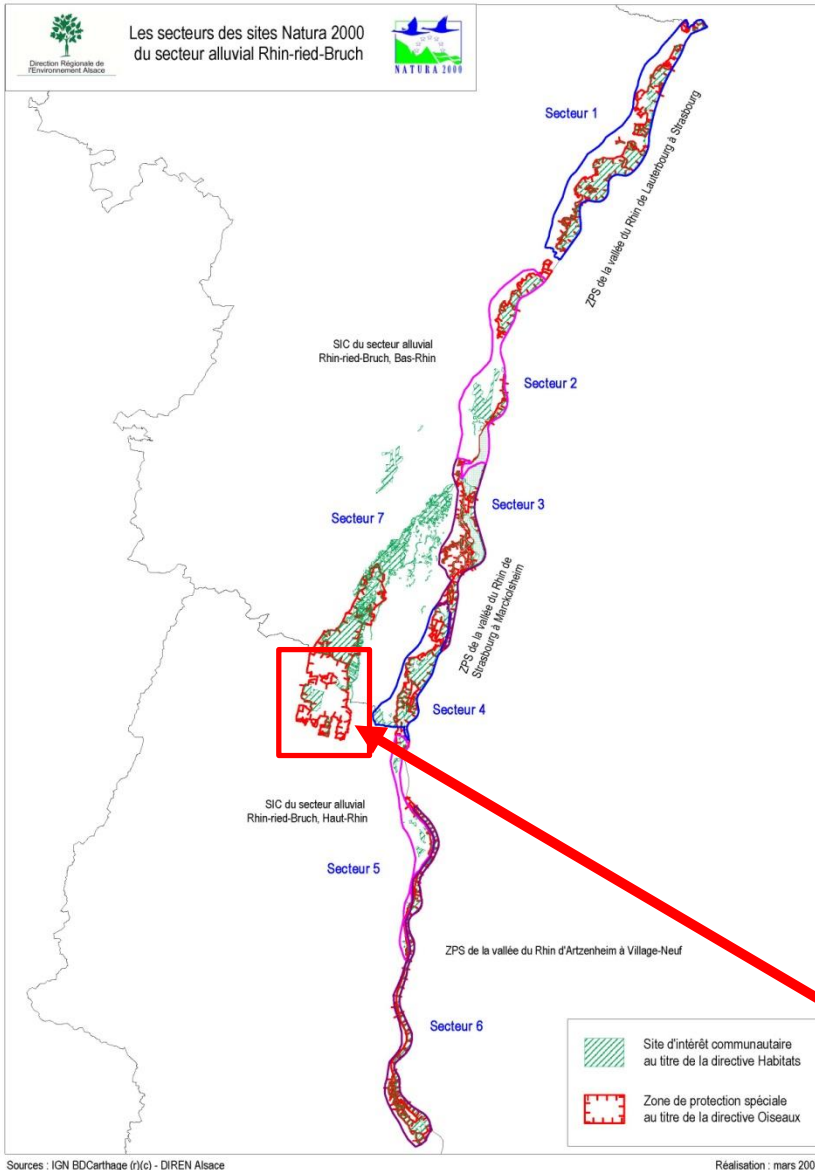 Direction Régionale de
l'Environnement Alsace
Les secteurs des sites Natura 2000
du secteur alluvial Rhin-ried-Bruch
NATURA 2000
Secteur 1
ZPS de la vallée du Rhin de Lauterbourg à Strasbourg
SIC du secteur alluvial
Rhin-ried-Bruch, Bas-Rhin
Secteur 2
Secteur 7
Secteur 3
ZPS de la vallée du Rhin de
Strasbourg à Marckolsheim
Secteur 4
SIC du secteur alluvial
Rhin-ried-Bruch, Haut-Rhin
Secteur 5
ZPS de la vallée du Rhin d'Artzenheim à Village-Neuf
Secteur 6
Site d'intérêt communautaire
au titre de la directive Habitats
Zone de protection spéciale
au titre de la directive Oiseaux
Sources : IGN BDCarthage (r)(c) - DIREN Alsace
Réalisation : mars 200